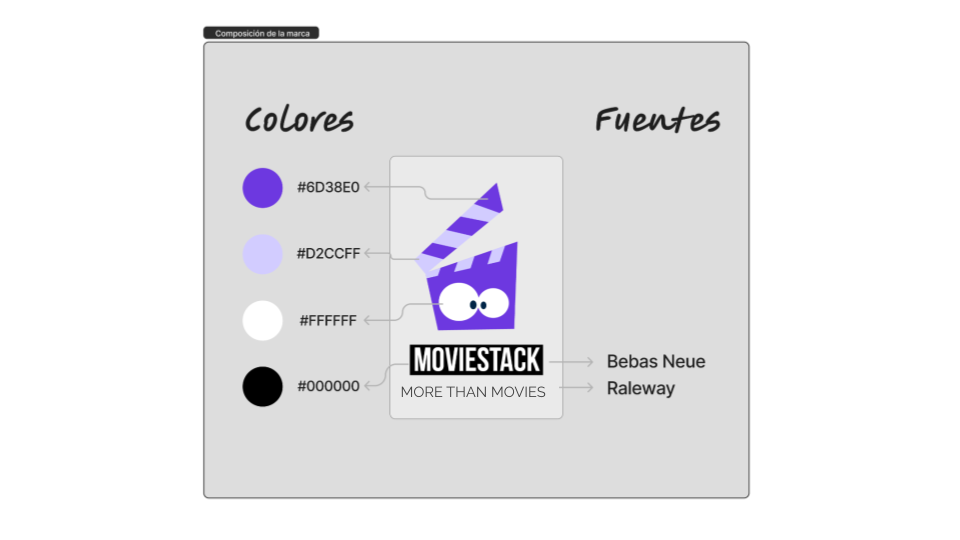 Composición de la marca
Colores
Fuentes
#6D38E0
#D2CCFF
#FFFFFF
#000000
MOVIESTACK
MORE THAN MOVIES
Bebas Neue
Raleway